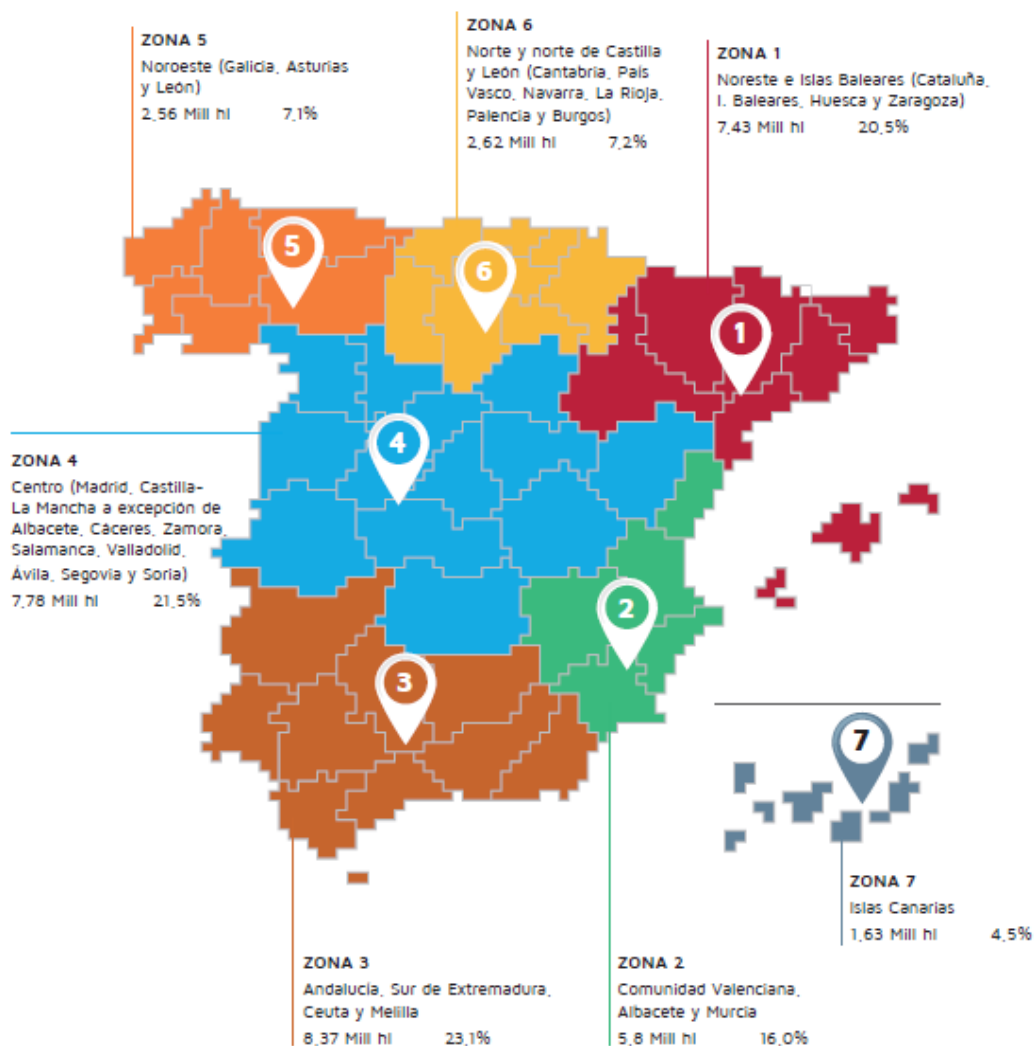 ZONA 5
Noroeste (Galicia, Asturias
y León)
2,56 Mill hl 7,1%
ZONA 6
Norte y norte de Castilla
y León (Cantabria, País
Vasco, Navarra, La Rioja,
Palencia y Burgos)
2,62 Mill hl 7,2%
ZONA 1
Noreste e Islas Baleares (Cataluña,
I. Baleares, Huesca y Zaragoza)
7,43 Mill hl 20,5%
5
6
1
4
ZONA 4
Centro (Madrid, Castilla-
La Mancha a excepción de
Albacete, Cáceres, Zamora,
Salamanca, Valladolid,
Ávila, Segovia y Soria)
7,78 Mill hl 21,5%
2
3
7
ZONA 7
Islas Canarias
1,63 Mill hl 4,5%
ZONA 3
Andalucía, Sur de Extremadura,
Ceuta y Melilla
8,37 Mill hl 23,1%
ZONA 2
Comunidad Valenciana,
Albacete y Murcia
5,8 Mill hl 16,0%